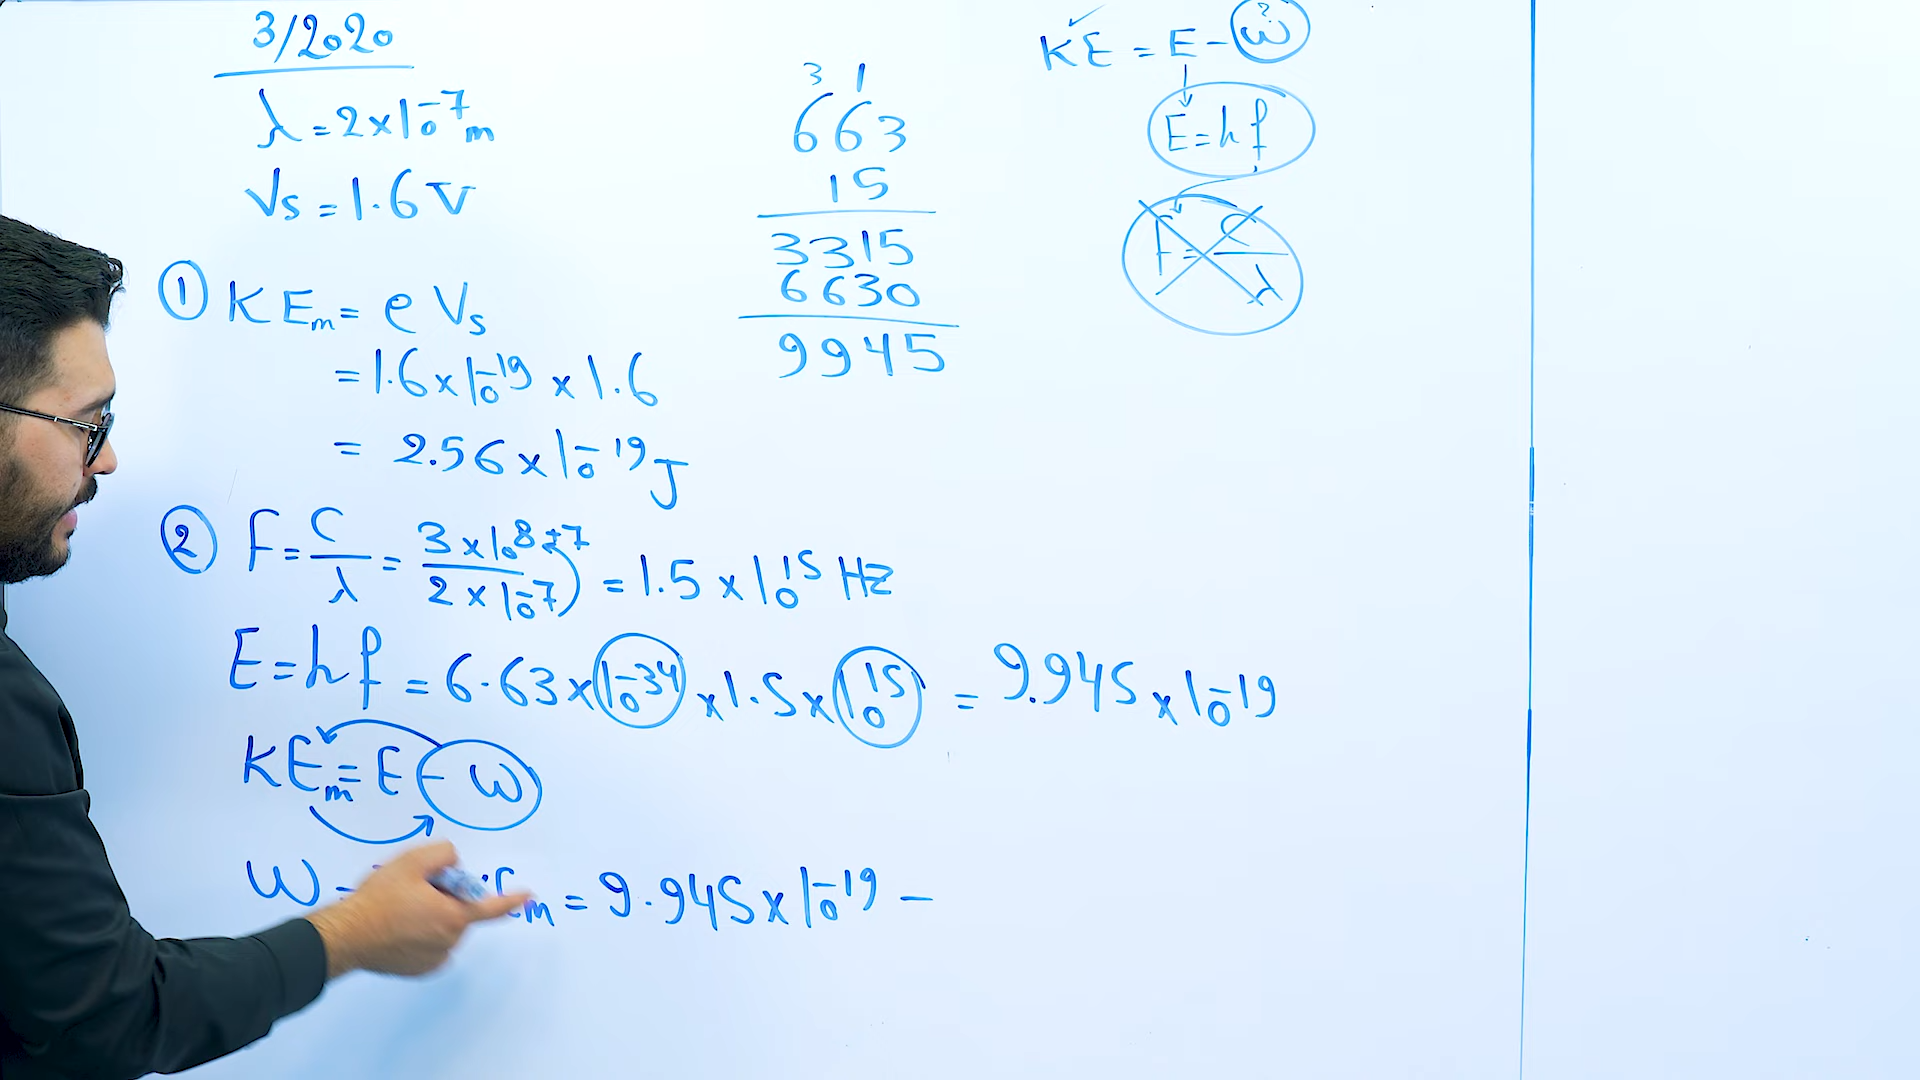 3/2020
λ = 2×10⁻⁷ m
Vs = 1.6 V
① KEm = e Vs
= 1.6×10⁻¹⁹ × 1.6
= 2.56×10⁻¹⁹ J
② F = C/λ = 3×10⁸⁺⁷/2×10⁻⁷ = 1.5×10¹⁵ Hz
E = hf = 6.63×10⁻³⁴ × 1.5×10¹⁵ = 9.945×10⁻¹⁹
KEm = E - W
W = m = 9.945×10⁻¹⁹ -
3 1
663
15
3315
6630
9945
KE = E - W
?
E = hf
F = C/λ